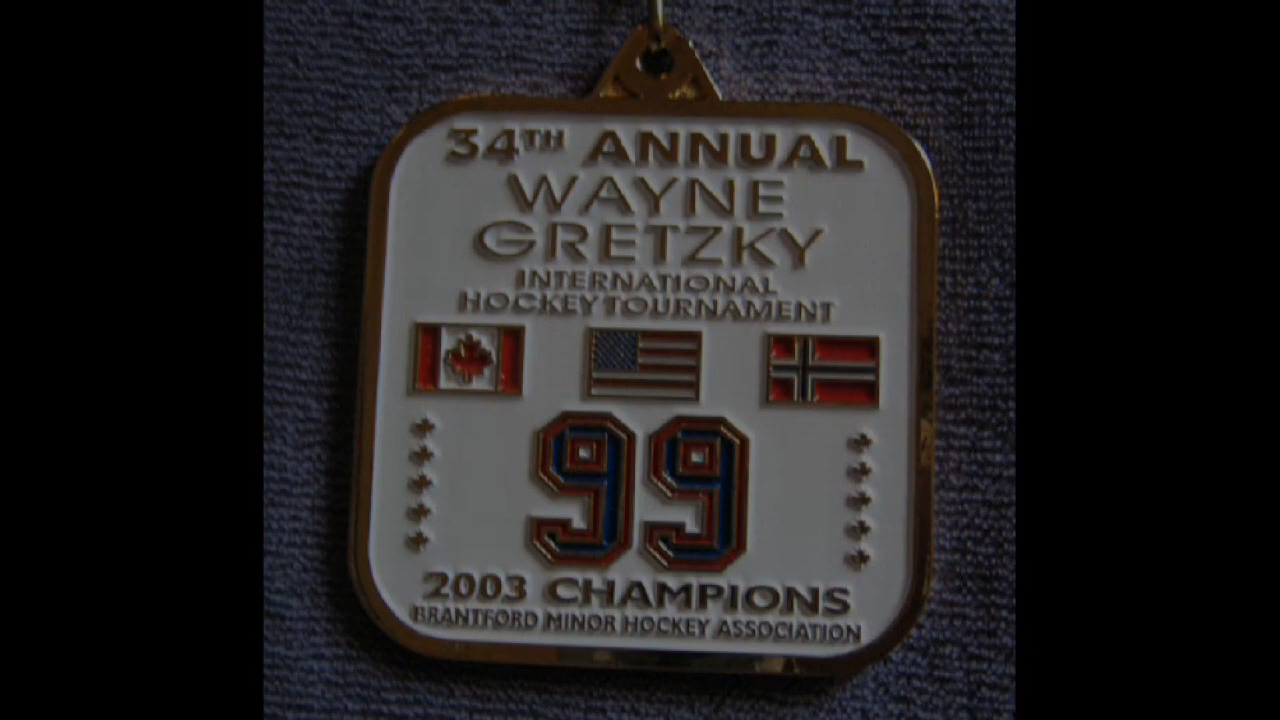 34TH ANNUAL
WAYNE
GRETZKY
INTERNATIONAL
HOCKEY TOURNAMENT
99
2003 CHAMPIONS
BRANTFORD MINOR HOCKEY ASSOCIATION